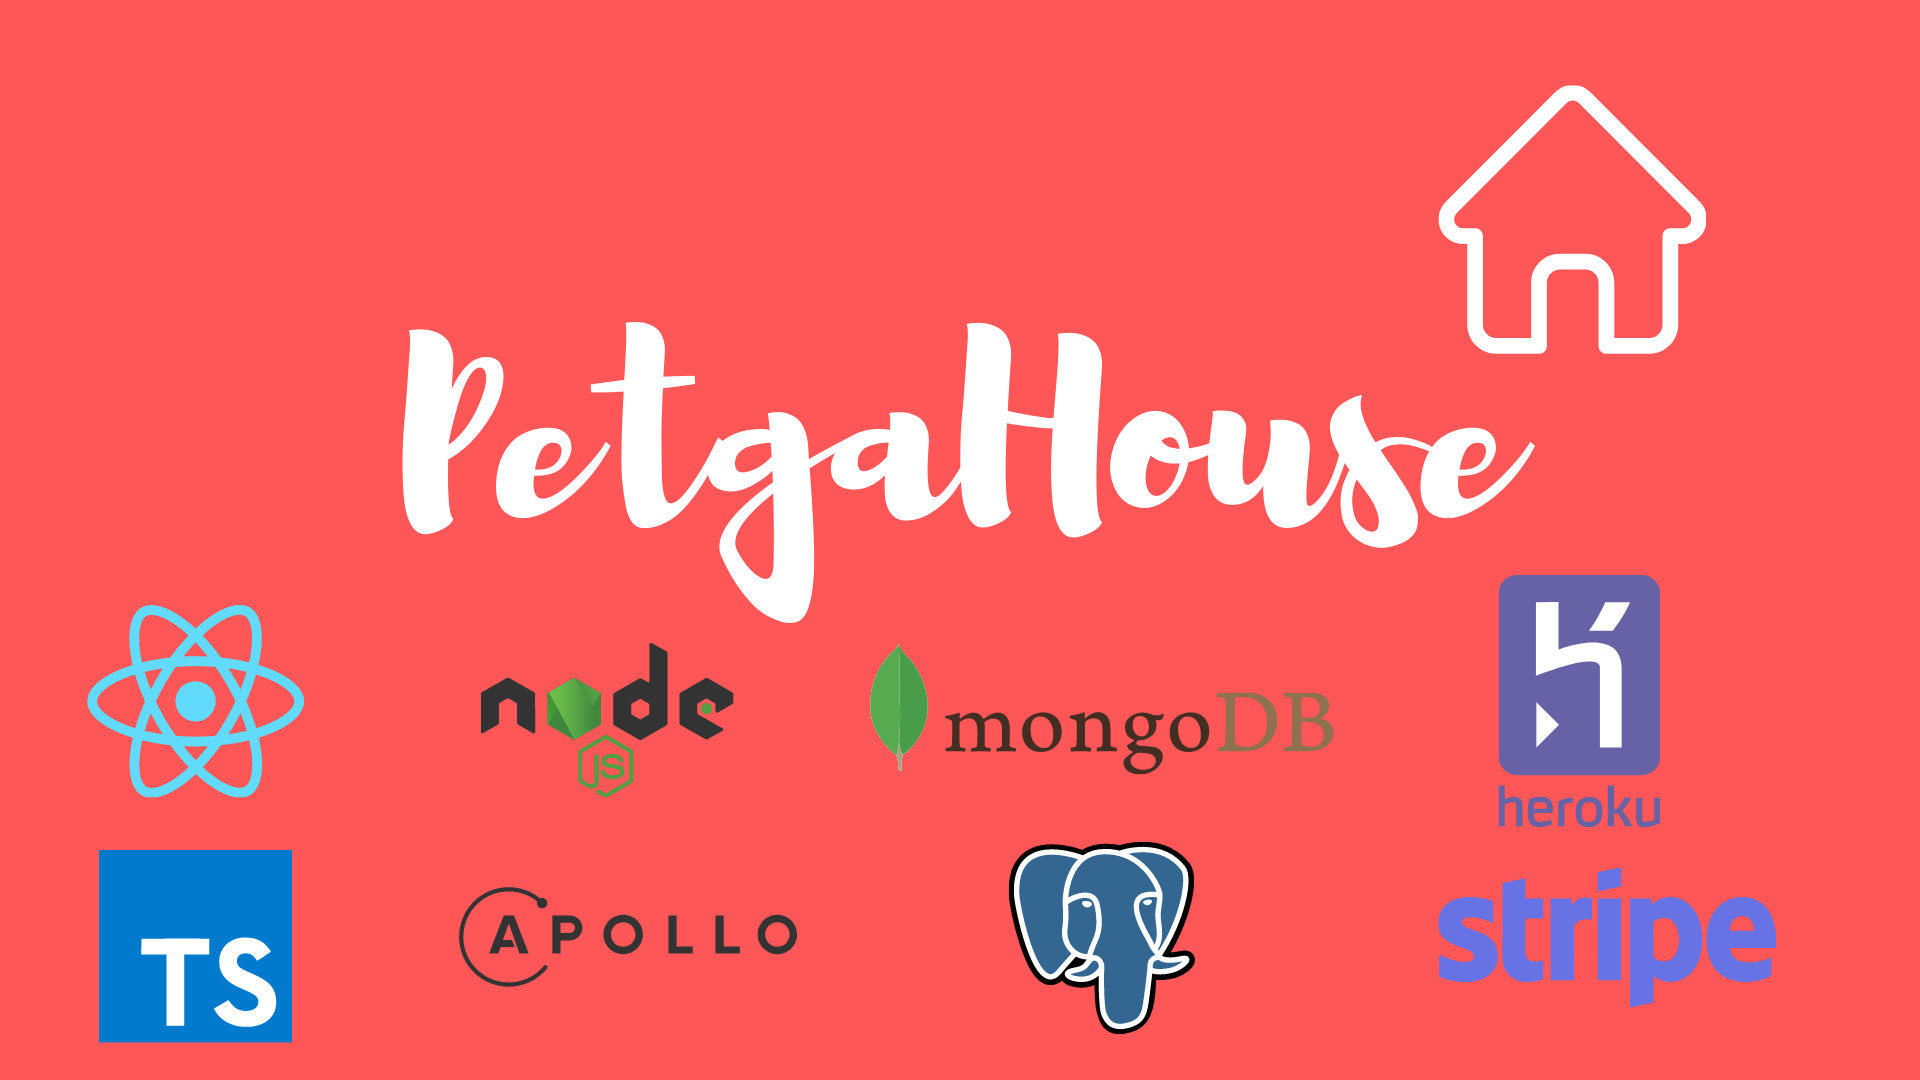 PetgaHouse
node
JS
mongoDB
heroku
TS
APOLLO
stripe